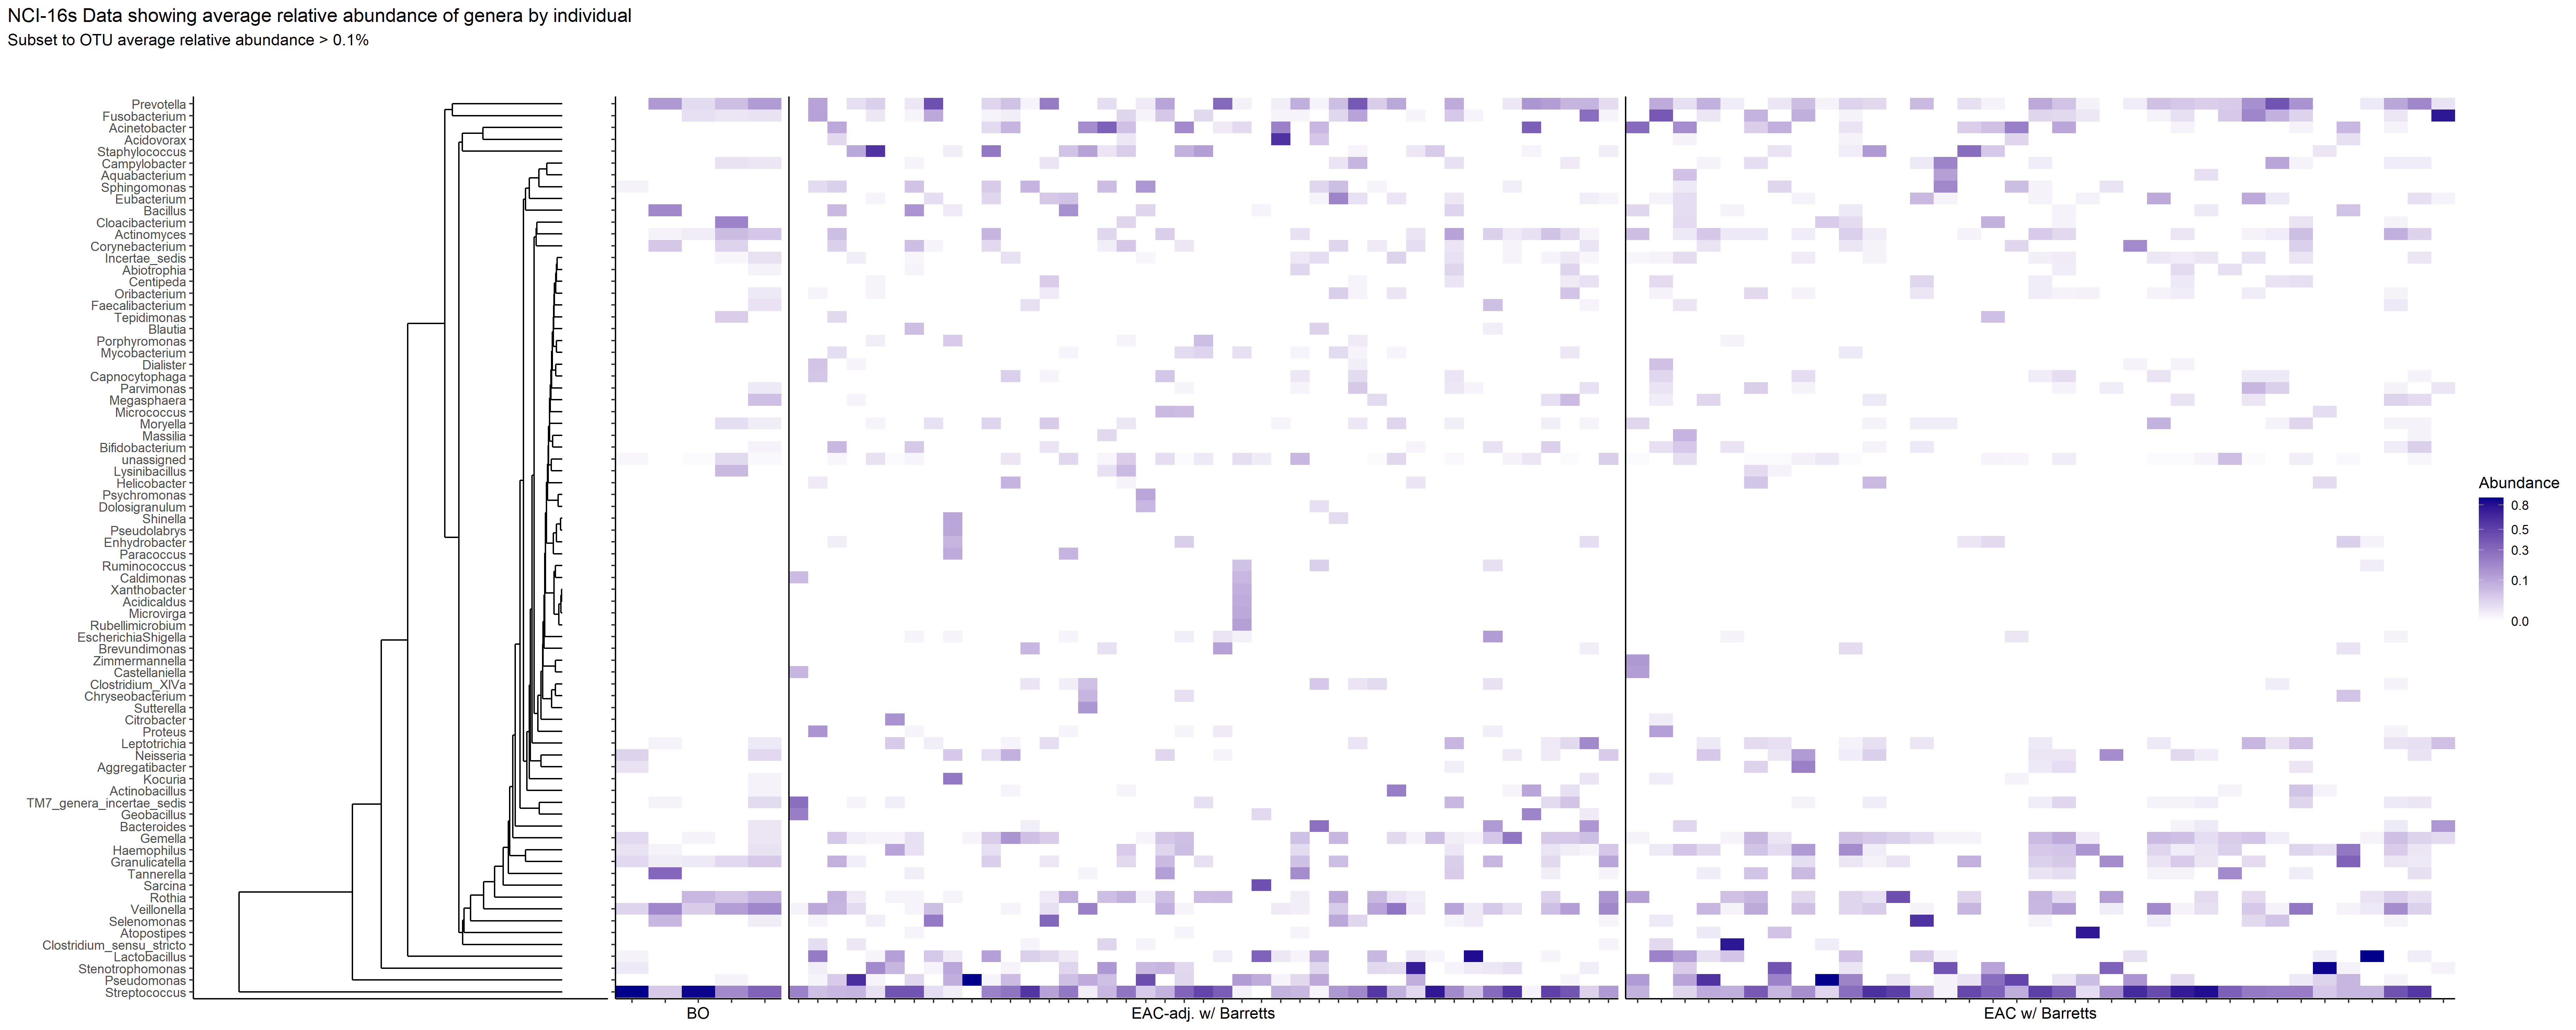 NCI-16s Data showing average relative abundance of genera by individual
Subset to OTU average relative abundance > 0.1%
Prevotella
Fusobacterium
Acinetobacter
Acidovorax
Staphylococcus
Campylobacter
Aquabacterium
Sphingomonas
Eubacterium
Bacillus
Cloacibacterium
Actinomyces
Corynebacterium
Incertae_sedis
Abiotrophia
Centipeda
Oribacterium
Faecalibacterium
Tepidimonas
Blautia
Porphyromonas
Mycobacterium
Dialister
Capnocytophaga
Parvimonas
Megasphaera
Micrococcus
Moryella
Massilia
Bifidobacterium
unassigned
Lysinibacillus
Helicobacter
Psychromonas
Dolosigranulum
Shinella
Pseudolabrys
Enhydrobacter
Paracoccus
Ruminococcus
Caldimonas
Xanthobacter
Acidicaldus
Microvirga
Rubellimicrobium
EscherichiaShigella
Brevundimonas
Zimmermannella
Castellaniella
Clostridium_XlVa
Chryseobacterium
Sutterella
Citrobacter
Proteus
Leptotrichia
Neisseria
Aggregatibacter
Kocuria
Actinobacillus
TM7_genera_incertae_sedis
Geobacillus
Bacteroides
Gemella
Haemophilus
Granulicatella
Tannerella
Sarcina
Rothia
Veillonella
Selenomonas
Atopostipes
Clostridium_sensu_stricto
Lactobacillus
Stenotrophomonas
Pseudomonas
Streptococcus
BO
EAC-adj. w/ Barretts
EAC w/ Barretts
Abundance
0.8
0.5
0.3
0.1
0.0